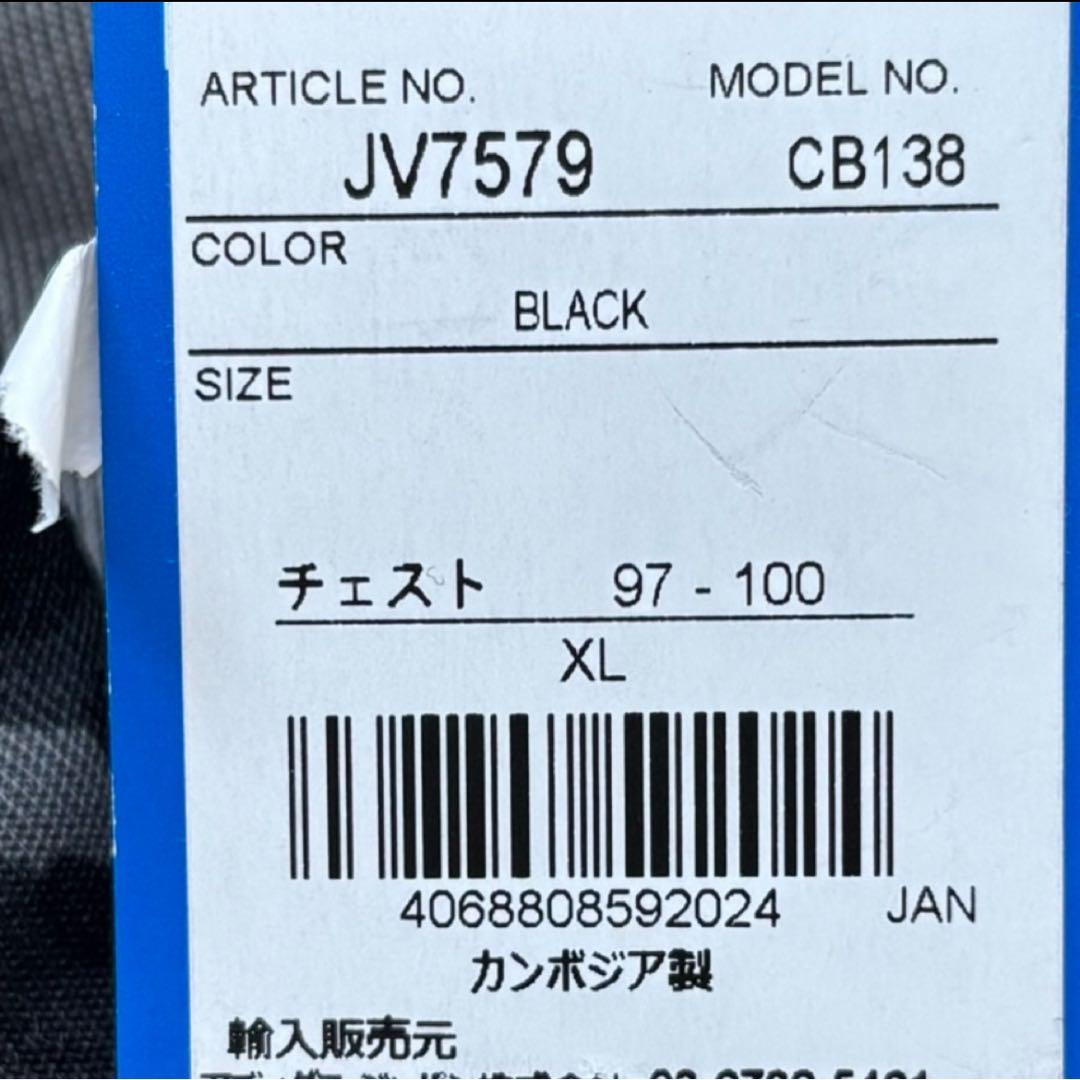 ARTICLE NO. MODEL NO.
JV7579 CB138
COLOR
BLACK
SIZE
チェスト 97 - 100
XL
4068808592024 JAN
カンボジア製
輸入販売元